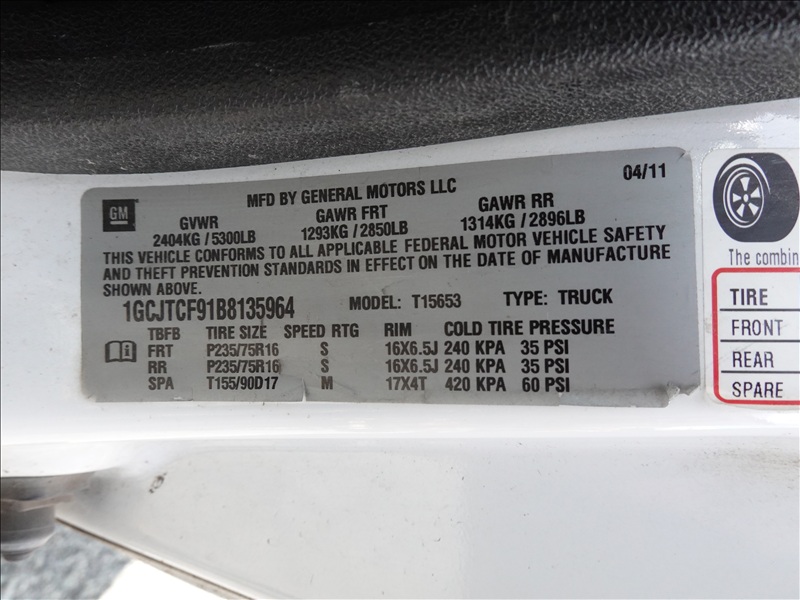 GM
MFD BY GENERAL MOTORS LLC
04/11
GVWR GAWR FRT GAWR RR
2404KG / 5300LB 1293KG / 2850LB 1314KG / 2896LB
THIS VEHICLE CONFORMS TO ALL APPLICABLE FEDERAL MOTOR VEHICLE SAFETY
AND THEFT PREVENTION STANDARDS IN EFFECT ON THE DATE OF MANUFACTURE
SHOWN ABOVE.
1GCJTCF91B8135964 MODEL: T15653 TYPE: TRUCK
TBFB TIRE SIZE SPEED RTG RIM COLD TIRE PRESSURE
FRT P235/75R16 S 16X6.5J 240 KPA 35 PSI
RR P235/75R16 S 16X6.5J 240 KPA 35 PSI
SPA T155/90D17 M 17X4T 420 KPA 60 PSI
The combin
TIRE
FRONT
REAR
SPARE